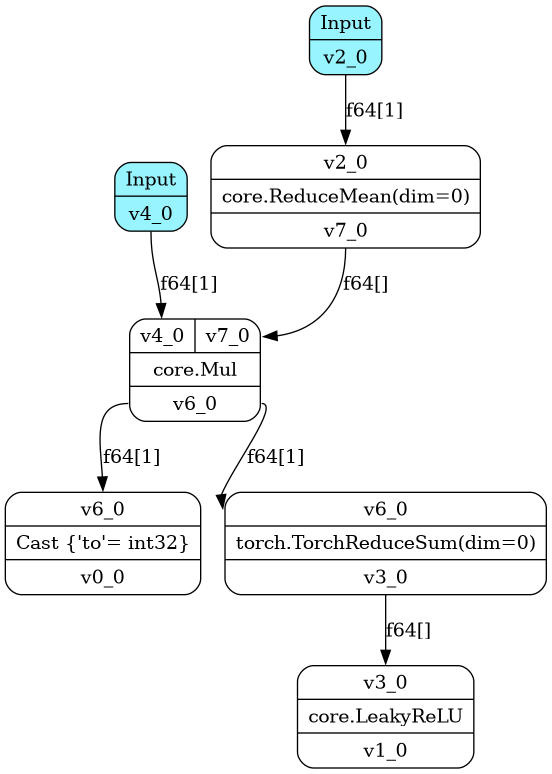 Input
v2_0
f64[1]
v2_0
core.ReduceMean(dim=0)
v7_0
Input
v4_0
f64[1]
f64[]
v4_0 v7_0
core.Mul
v6_0
f64[1]
f64[1]
v6_0
Cast {'to'= int32}
v0_0
v6_0
torch.TorchReduceSum(dim=0)
v3_0
f64[]
v3_0
core.LeakyReLU
v1_0